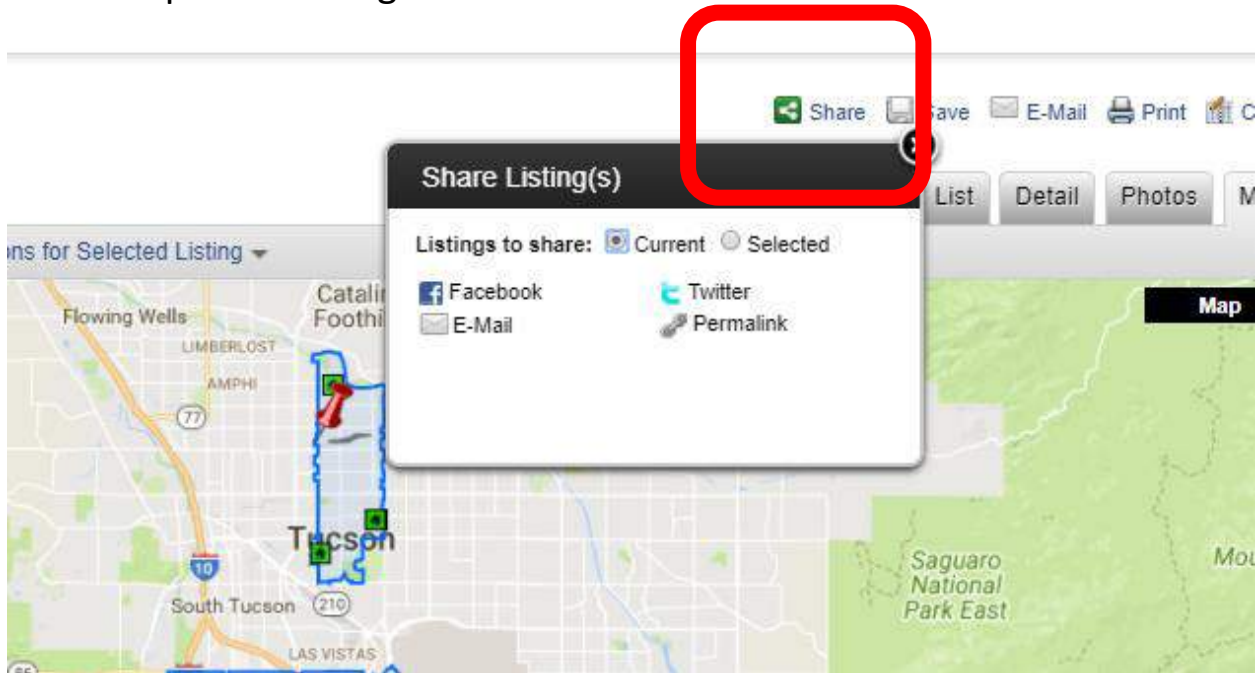 Share Save E-Mail Print C
Share Listing(s)
List Detail Photos M
Listings to share: Current Selected
ons for Selected Listing
Facebook Twitter
E-Mail Permalink
Map
Catali
Foothi
Flowing Wells
LIMBERLOST
AMPHI
77
Tucson
10
South Tucson
210
LAS VISTAS
Saguaro
National
Park East
Mou